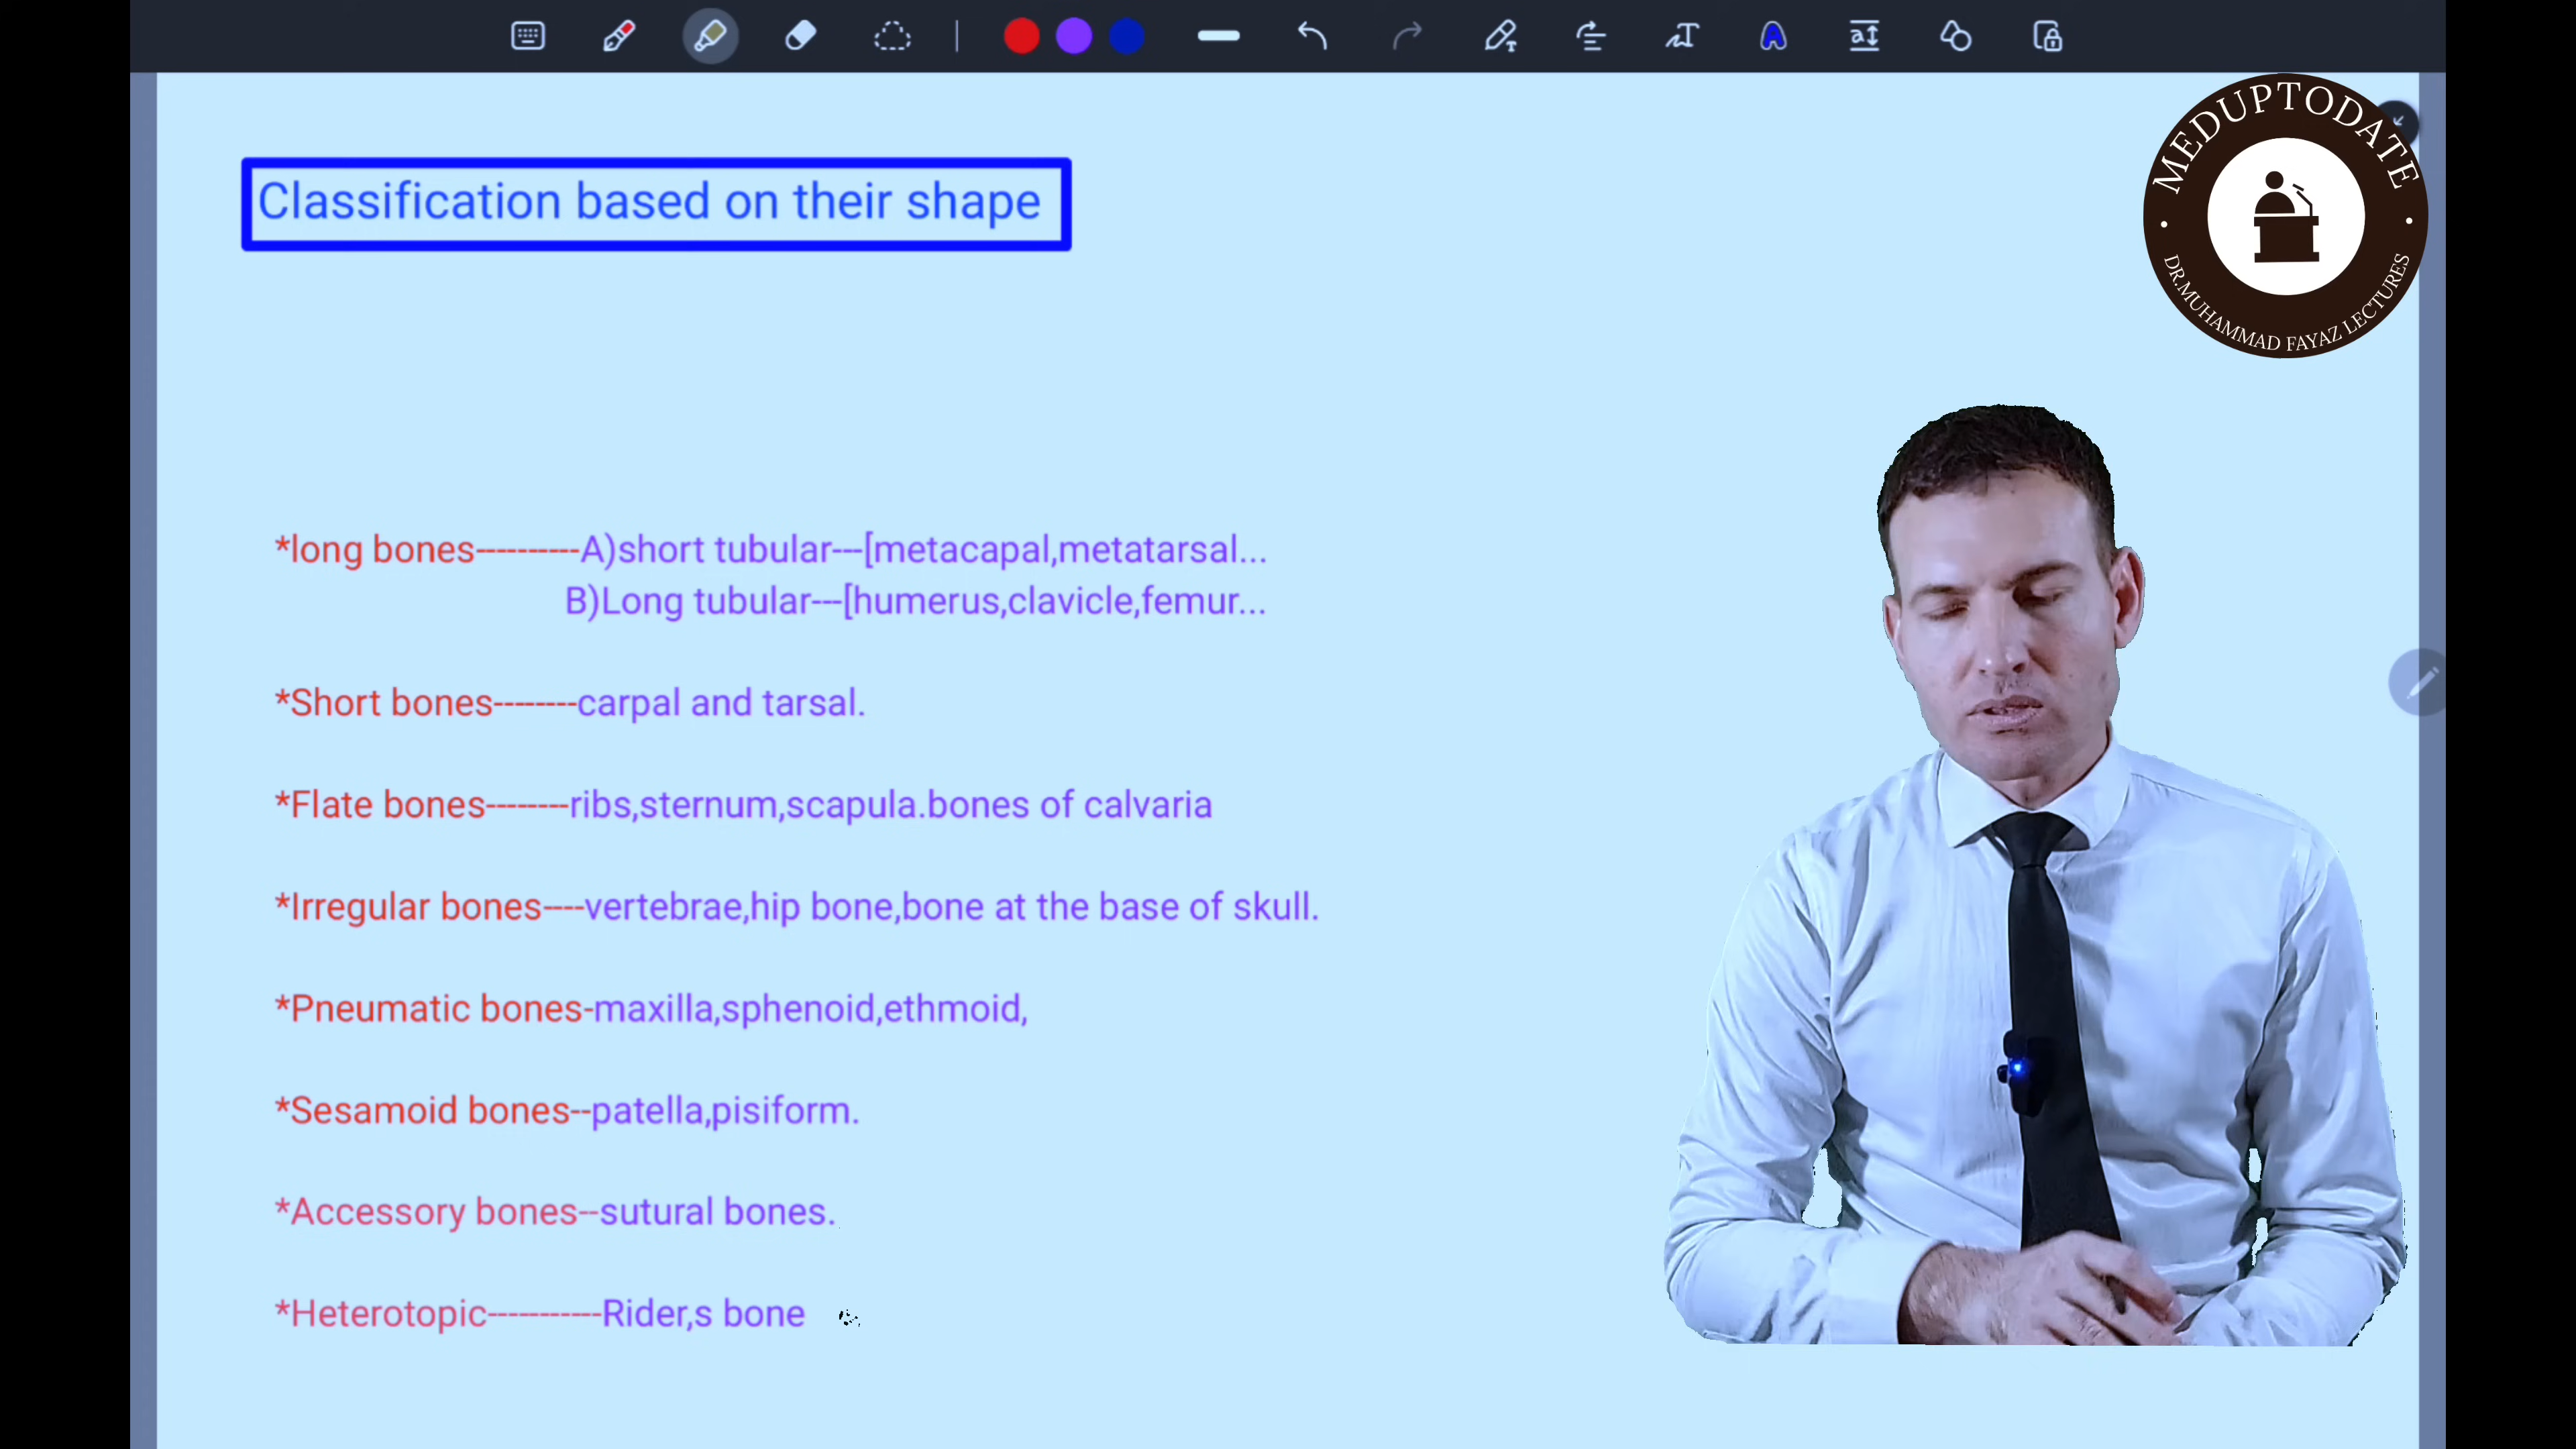 MEDUPTODATE
DR.MUHAMMAD FAYAZ LECTURES
Classification based on their shape
*long bones----------A)short tubular---[metacapal,metatarsal...
B)Long tubular---[humerus,clavicle,femur...
*Short bones--------carpal and tarsal.
*Flate bones--------ribs,sternum,scapula.bones of calvaria
*Irregular bones----vertebrae,hip bone,bone at the base of skull.
*Pneumatic bones-maxilla,sphenoid,ethmoid,
*Sesamoid bones--patella,pisiform.
*Accessory bones--sutural bones.
*Heterotopic-----------Rider,s bone